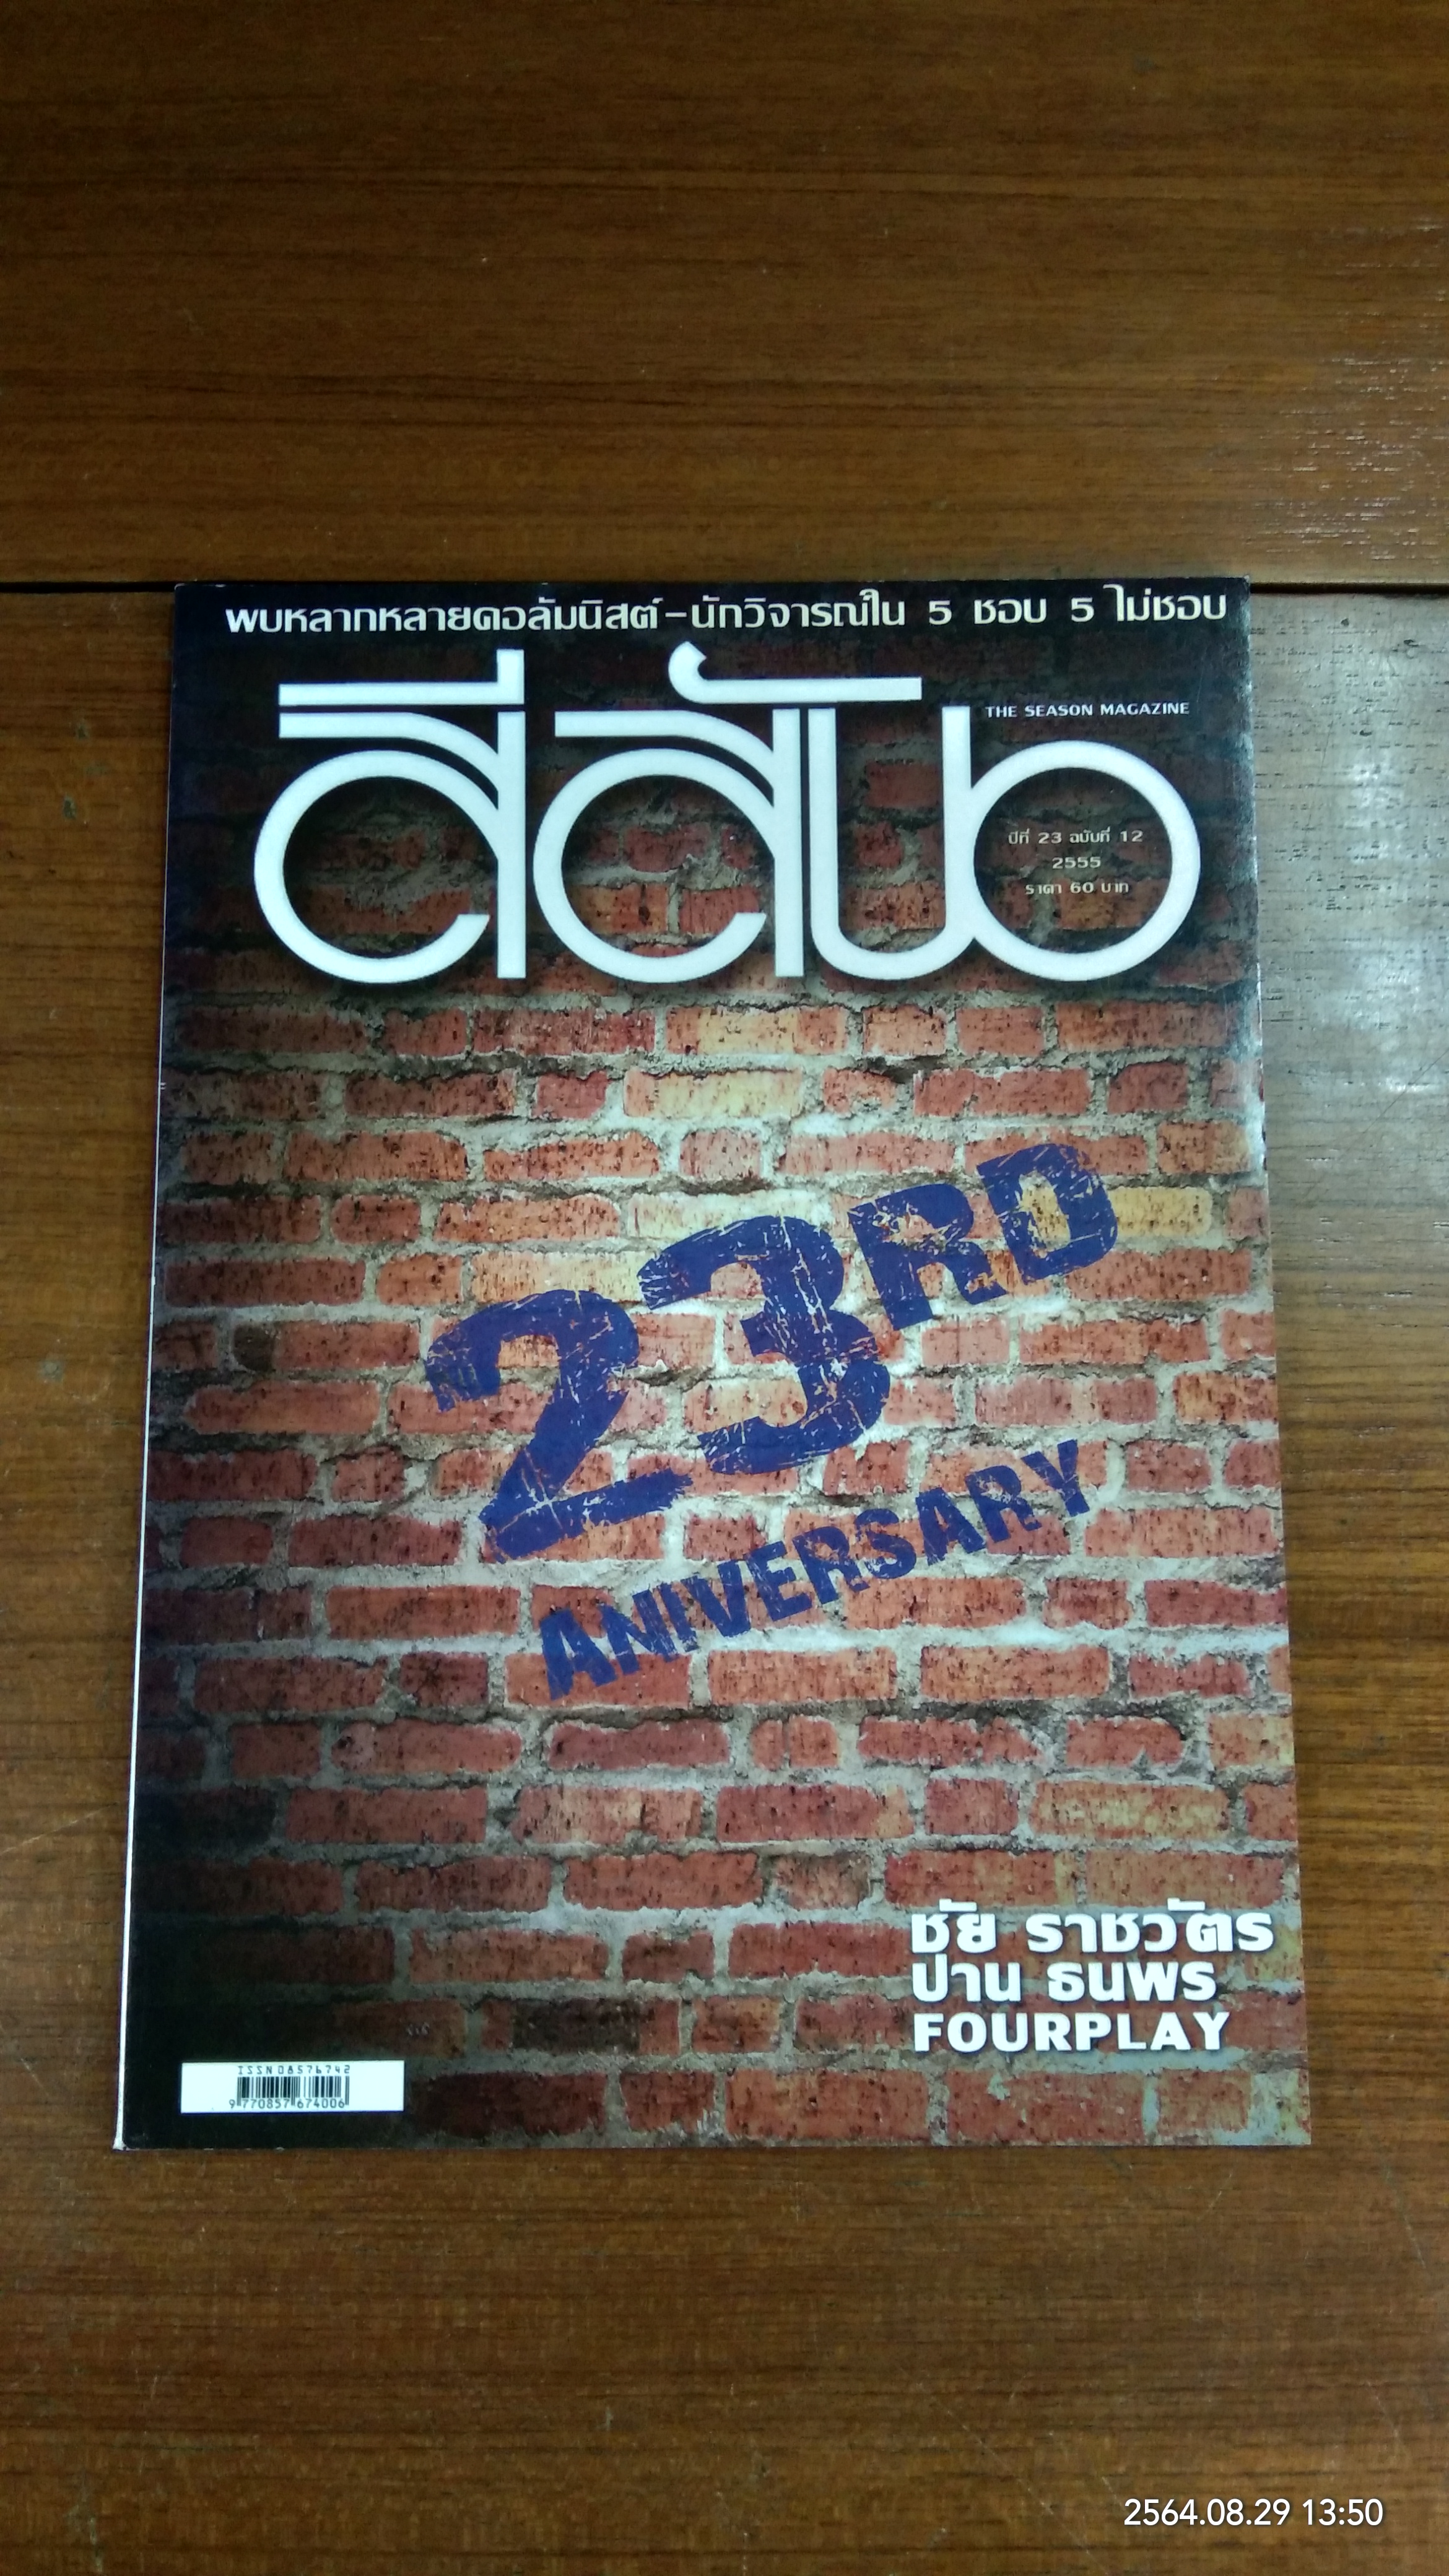 พบหลากหลายคอลัมนิสต์-นักวิจารณ์ใน 5 ชอบ 5 ไม่ชอบ
สีสัน
THE SEASON MAGAZINE
ปีที่ 23 ฉบับที่ 12
2555
ราคา 60 บาท
23RD
ANIVERSARY
ชัย ราชวัตร
ปาน ธนพร
FOURPLAY
ISSN 08576742
9 770857 674006
2564.08.29 13:50